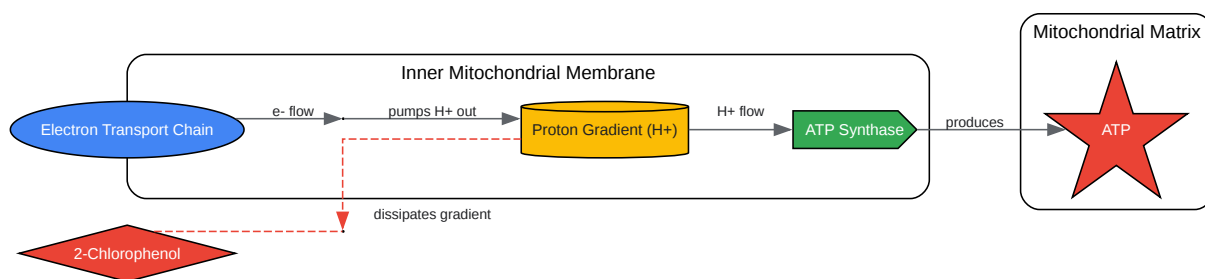 Mitochondrial Matrix
Inner Mitochondrial Membrane
Electron Transport Chain
e- flow
pumps H+ out
Proton Gradient (H+)
H+ flow
ATP Synthase
produces
ATP
dissipates gradient
2-Chlorophenol